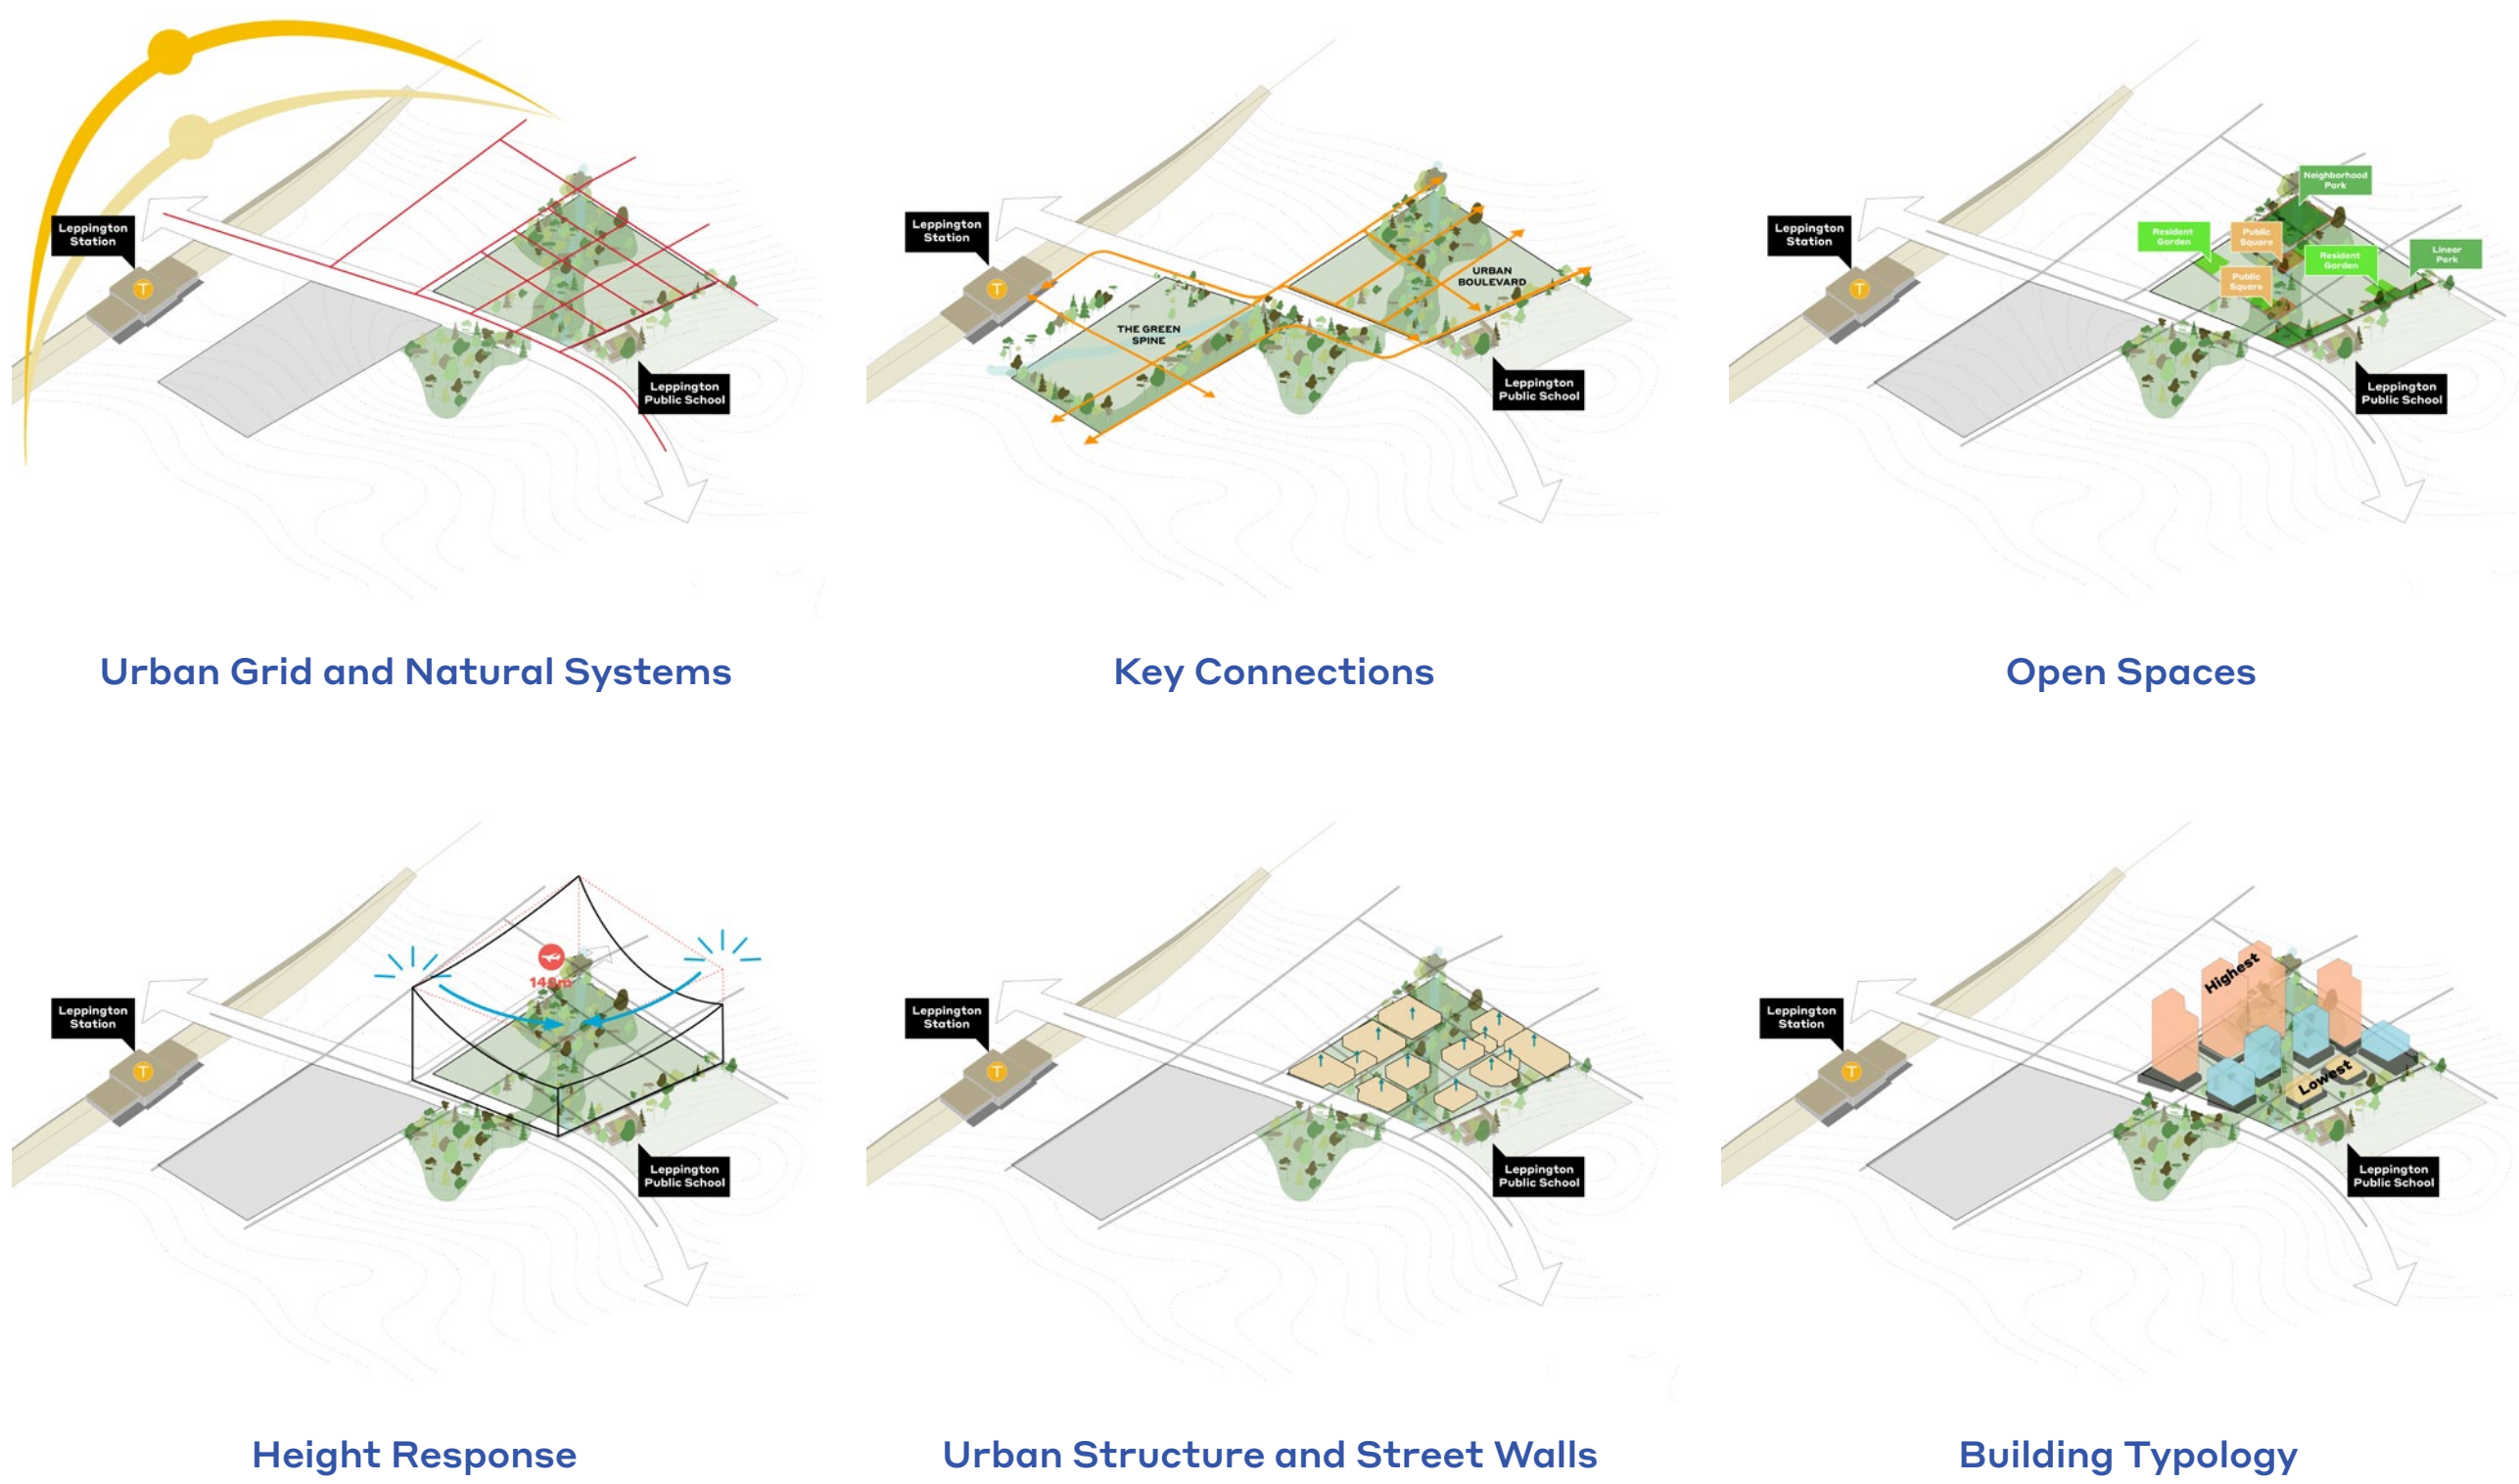 Leppington
Station
T
Leppington
Public School
Urban Grid and Natural Systems
Leppington
Station
T
THE GREEN
SPINE
URBAN
BOULEVARD
Leppington
Public School
Key Connections
Leppington
Station
T
Neighborhood
Park
Resident
Garden
Public
Square
Resident
Garden
Linear
Park
Public
Square
Leppington
Public School
Open Spaces
Leppington
Station
T
Leppington
Public School
Height Response
Leppington
Station
T
Leppington
Public School
Urban Structure and Street Walls
Leppington
Station
T
Highest
Lowest
Leppington
Public School
Building Typology